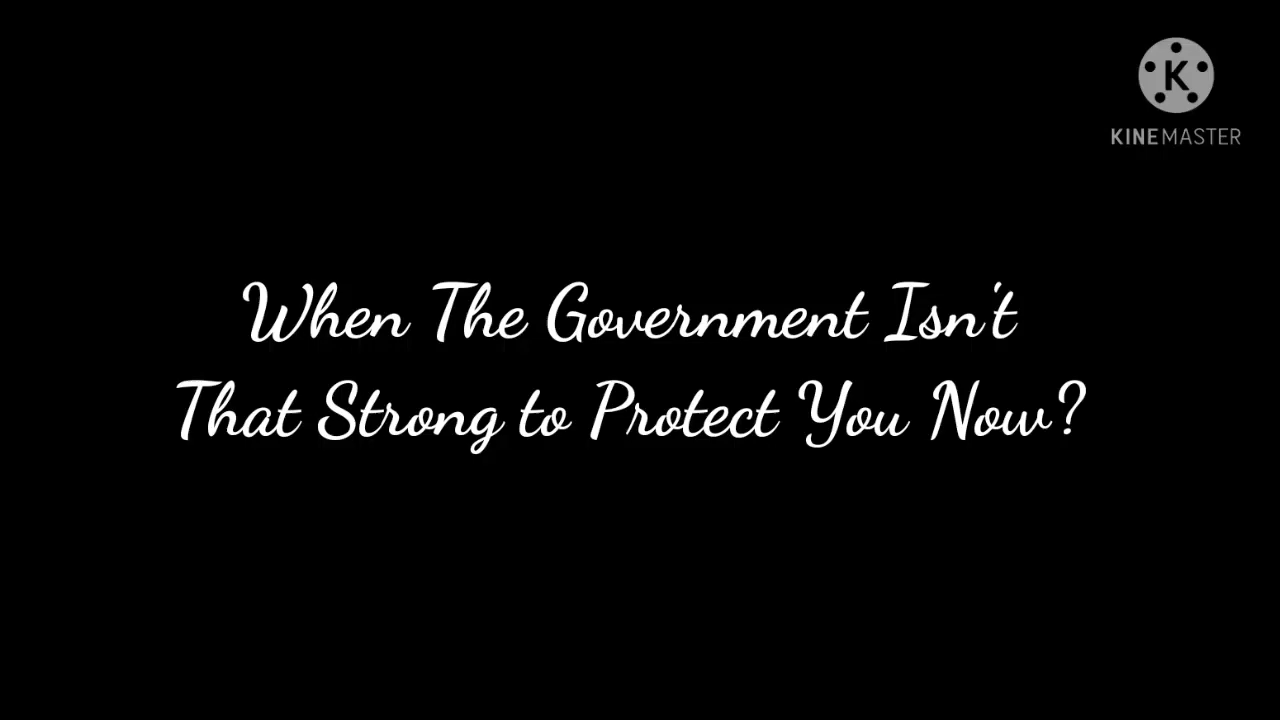 K
KINEMASTER
When The Government Isn't
That Strong to Protect You Now?